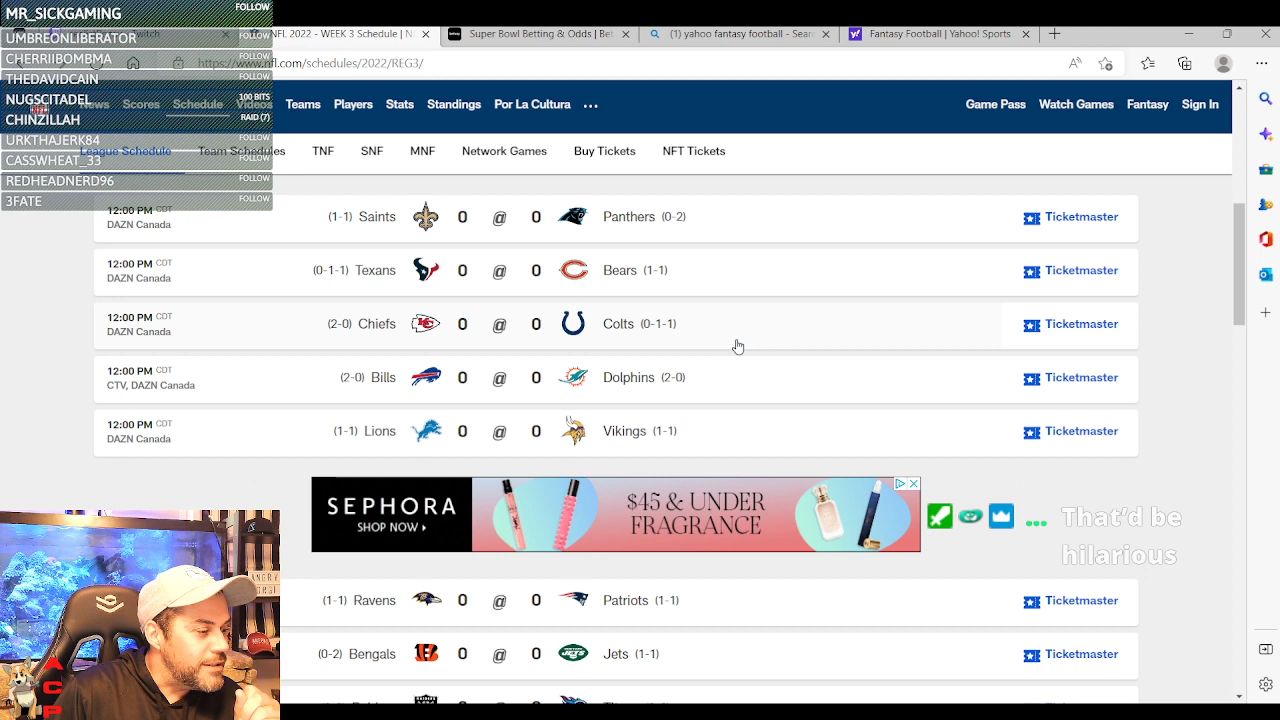 MR_SICKGAMING FOLLOW
UMBREONLIBERATOR FOLLOW
CHERRIIBOMBMA FOLLOW
THEDAVIDCAIN FOLLOW
NUGSCITADEL 100 BITS
CHINZILLAH RAID (7)
URKTHAJERK84 FOLLOW
CASSWHEAT_33 FOLLOW
REDHEADNERD96 FOLLOW
3FATE FOLLOW
NFL 2022 - WEEK 3 Schedule | N
Super Bowl Betting & Odds | Bet
(1) yahoo fantasy football - Sear
Fantasy Football | Yahoo! Sports
https://www.nfl.com/schedules/2022/REG3/
News Scores Schedule Videos Teams Players Stats Standings Por La Cultura ...
Game Pass Watch Games Fantasy Sign In
League Schedule Team Schedules TNF SNF MNF Network Games Buy Tickets NFT Tickets
12:00 PM CDT
DAZN Canada
(1-1) Saints 0 @ 0 Panthers (0-2) Ticketmaster
12:00 PM CDT
DAZN Canada
(0-1-1) Texans 0 @ 0 Bears (1-1) Ticketmaster
12:00 PM CDT
DAZN Canada
(2-0) Chiefs 0 @ 0 Colts (0-1-1) Ticketmaster
12:00 PM CDT
CTV, DAZN Canada
(2-0) Bills 0 @ 0 Dolphins (2-0) Ticketmaster
12:00 PM CDT
DAZN Canada
(1-1) Lions 0 @ 0 Vikings (1-1) Ticketmaster
SEPHORA
SHOP NOW
$45 & UNDER
FRAGRANCE
... That'd be
hilarious
(1-1) Ravens 0 @ 0 Patriots (1-1) Ticketmaster
(0-2) Bengals 0 @ 0 Jets (1-1) Ticketmaster
JETS
A
C
P